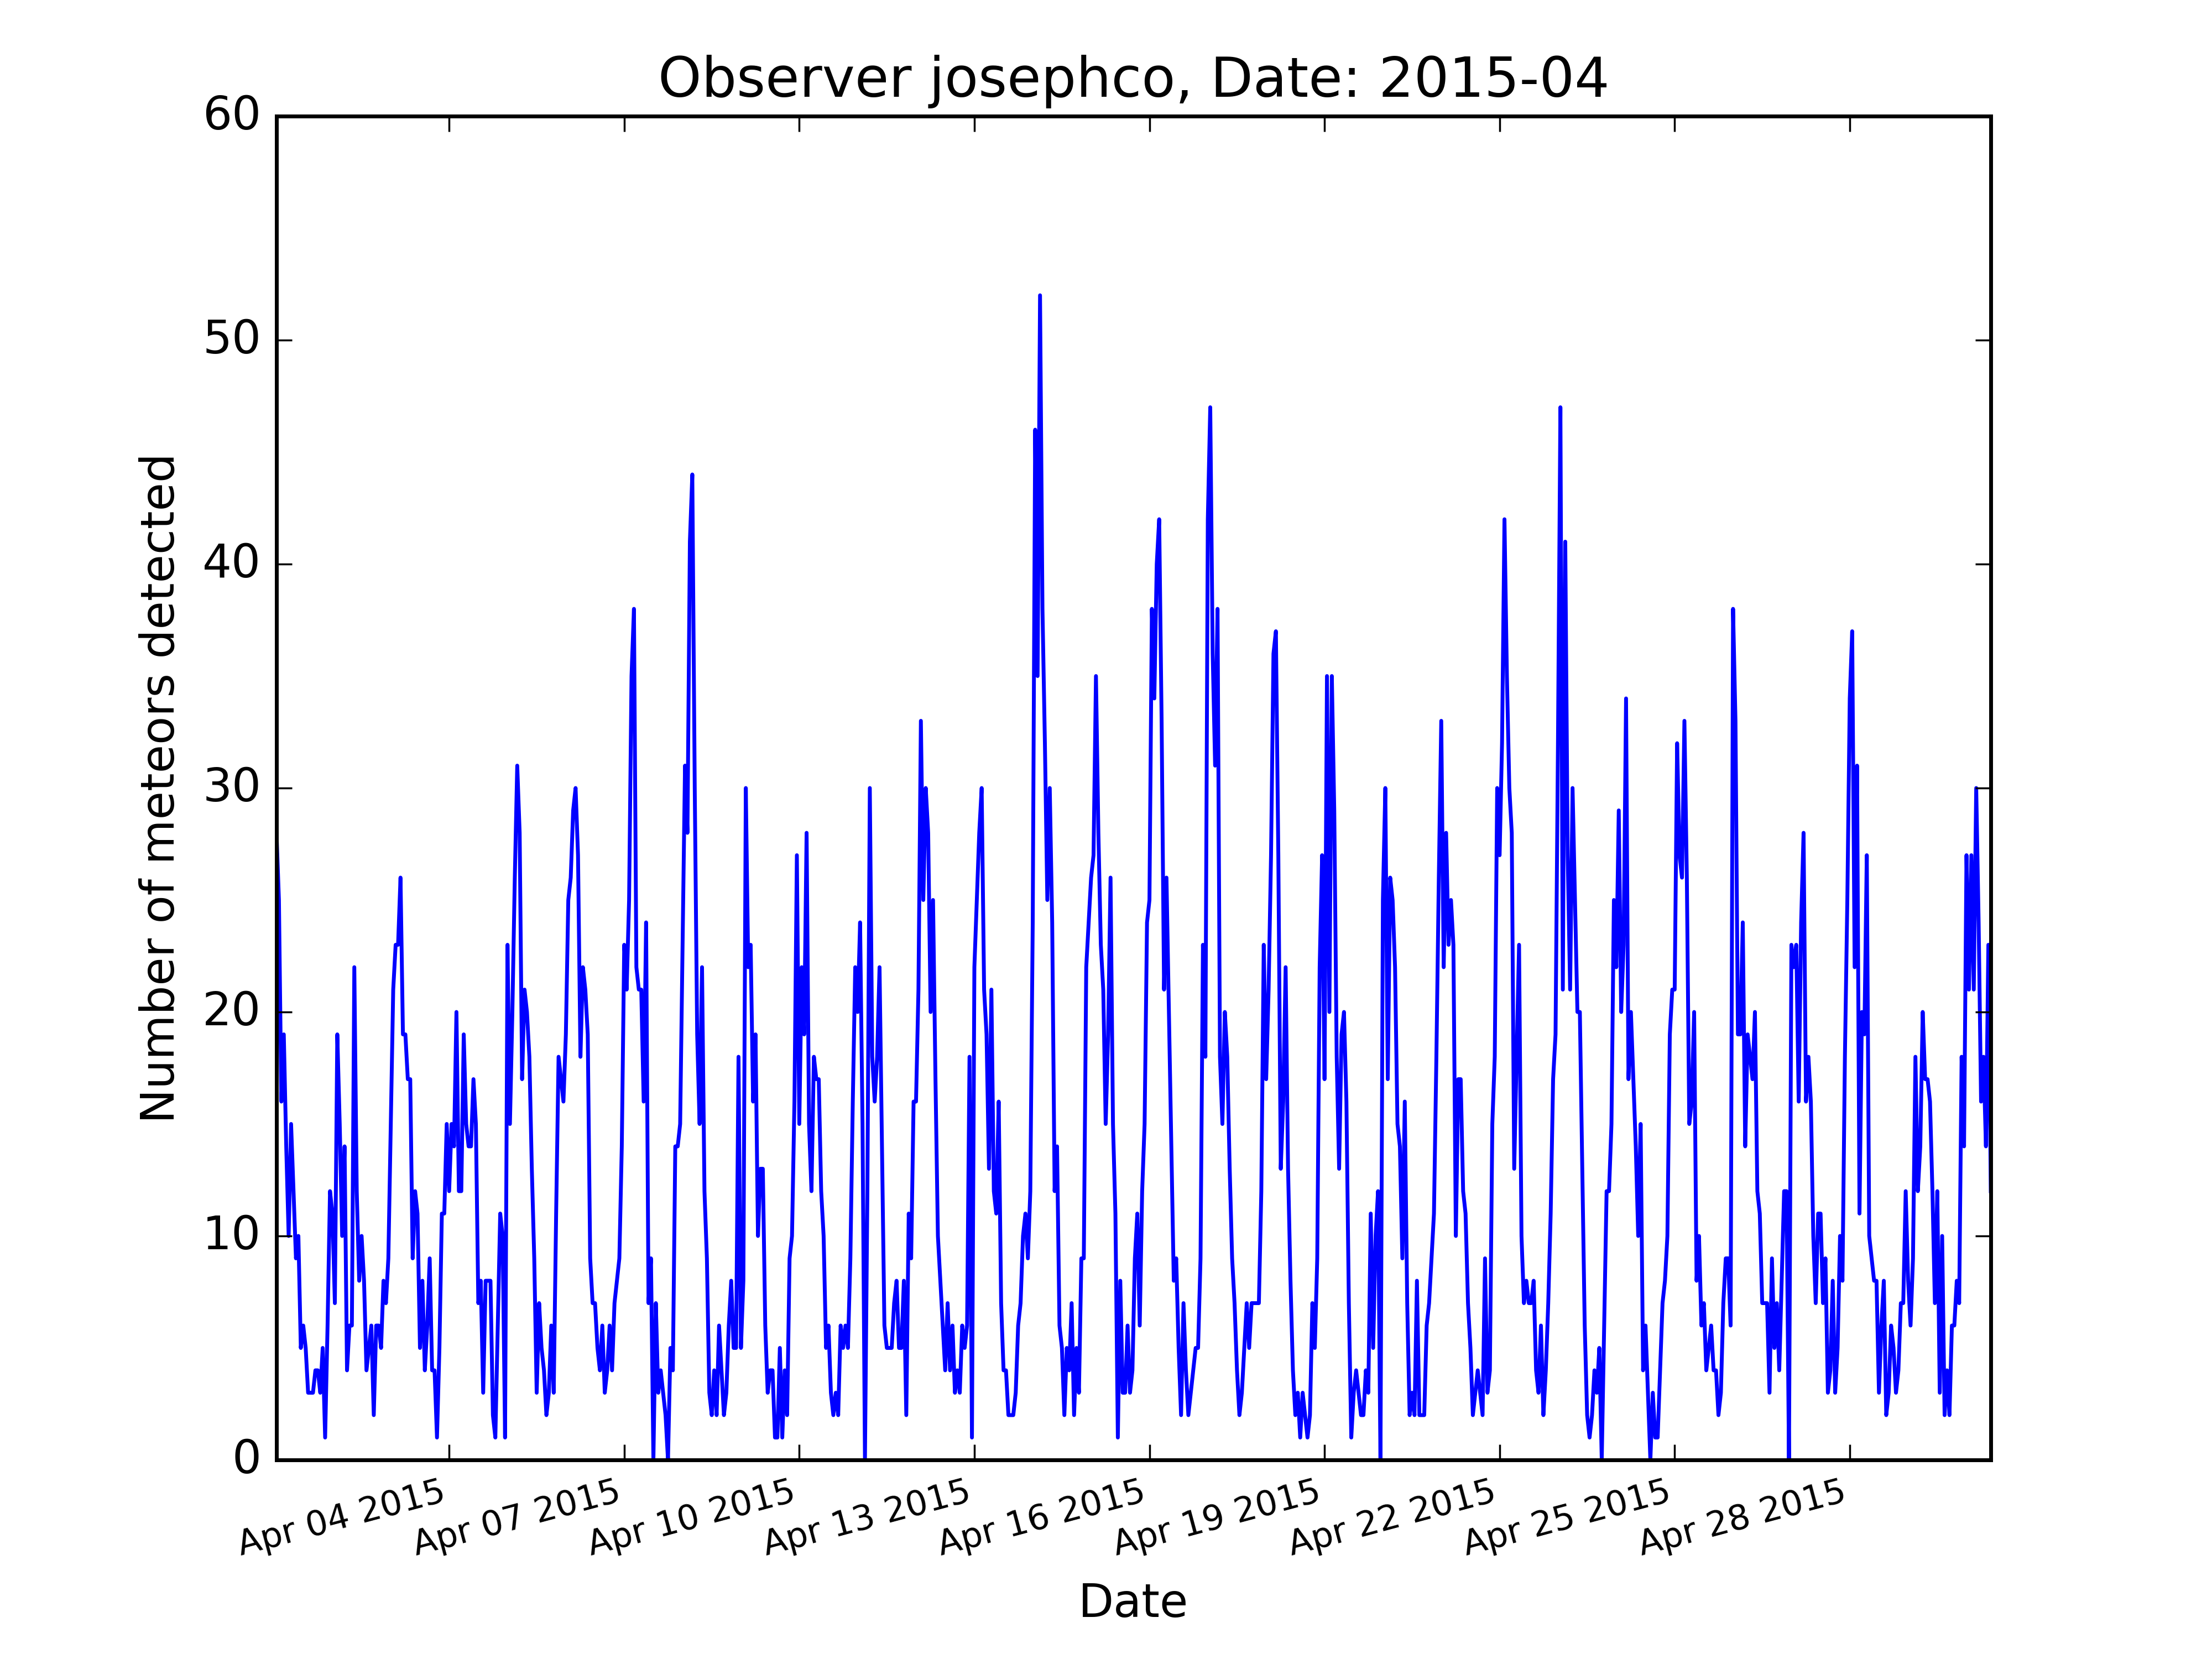 Observer josephco, Date: 2015-04
60
50
40
30
20
10
0
Number of meteors detected
Apr 04 2015
Apr 07 2015
Apr 10 2015
Apr 13 2015
Apr 16 2015
Apr 19 2015
Apr 22 2015
Apr 25 2015
Apr 28 2015
Date